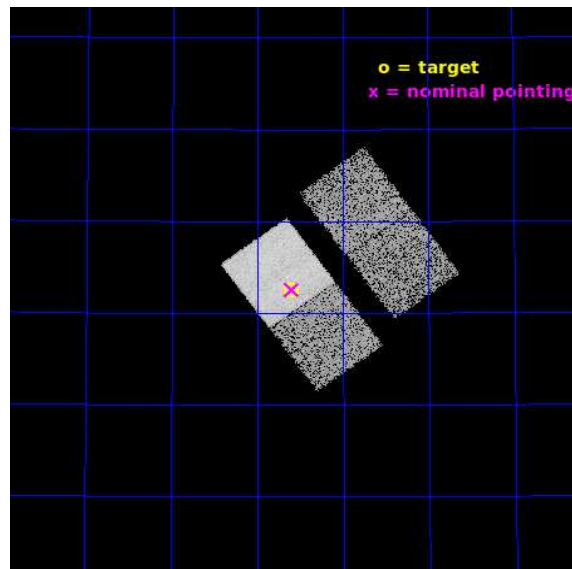 o = target
x = nominal pointing